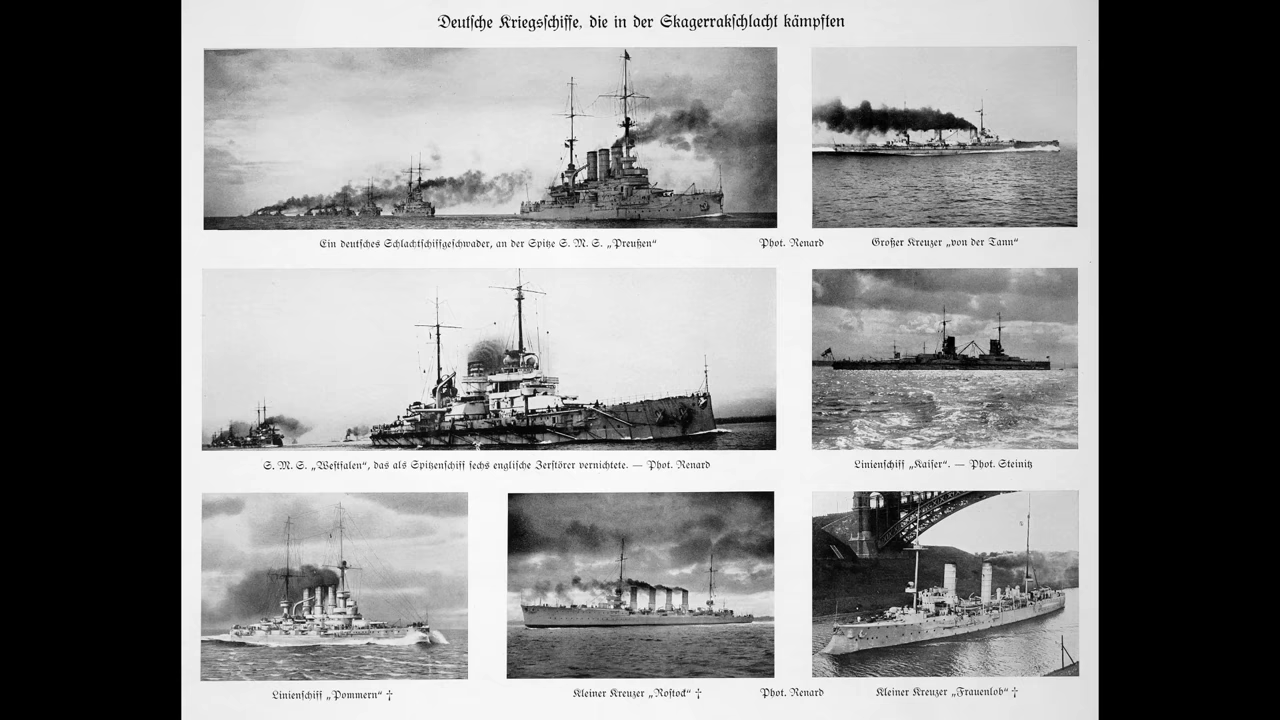 Deutsche Kriegsschiffe, die in der Skagerrakschlacht kämpften
Ein deutsches Schlachtschiffgeschwader, an der Spitze S. M. S. „Preußen“
Phot. Renard
Großer Kreuzer „von der Tann“
S. M. S. „Westfalen“, das als Spitzenschiff sechs englische Zerstörer vernichtete. — Phot. Renard
Linienschiff „Kaiser“. — Phot. Steinitz
Linienschiff „Pommern“ †
Kleiner Kreuzer „Rostock“ †
Phot. Renard
Kleiner Kreuzer „Frauenlob“ †